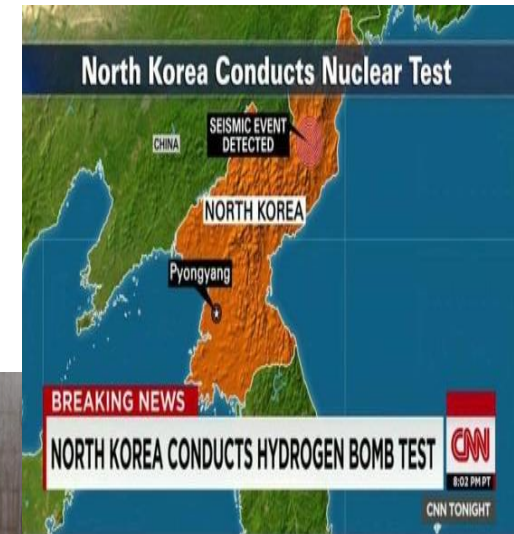 North Korea Conducts Nuclear Test
SEISMIC EVENT
DETECTED
CHINA
NORTH KOREA
Pyongyang
BREAKING NEWS
NORTH KOREA CONDUCTS HYDROGEN BOMB TEST
CNN
8:02 PM PT
CNN TONIGHT